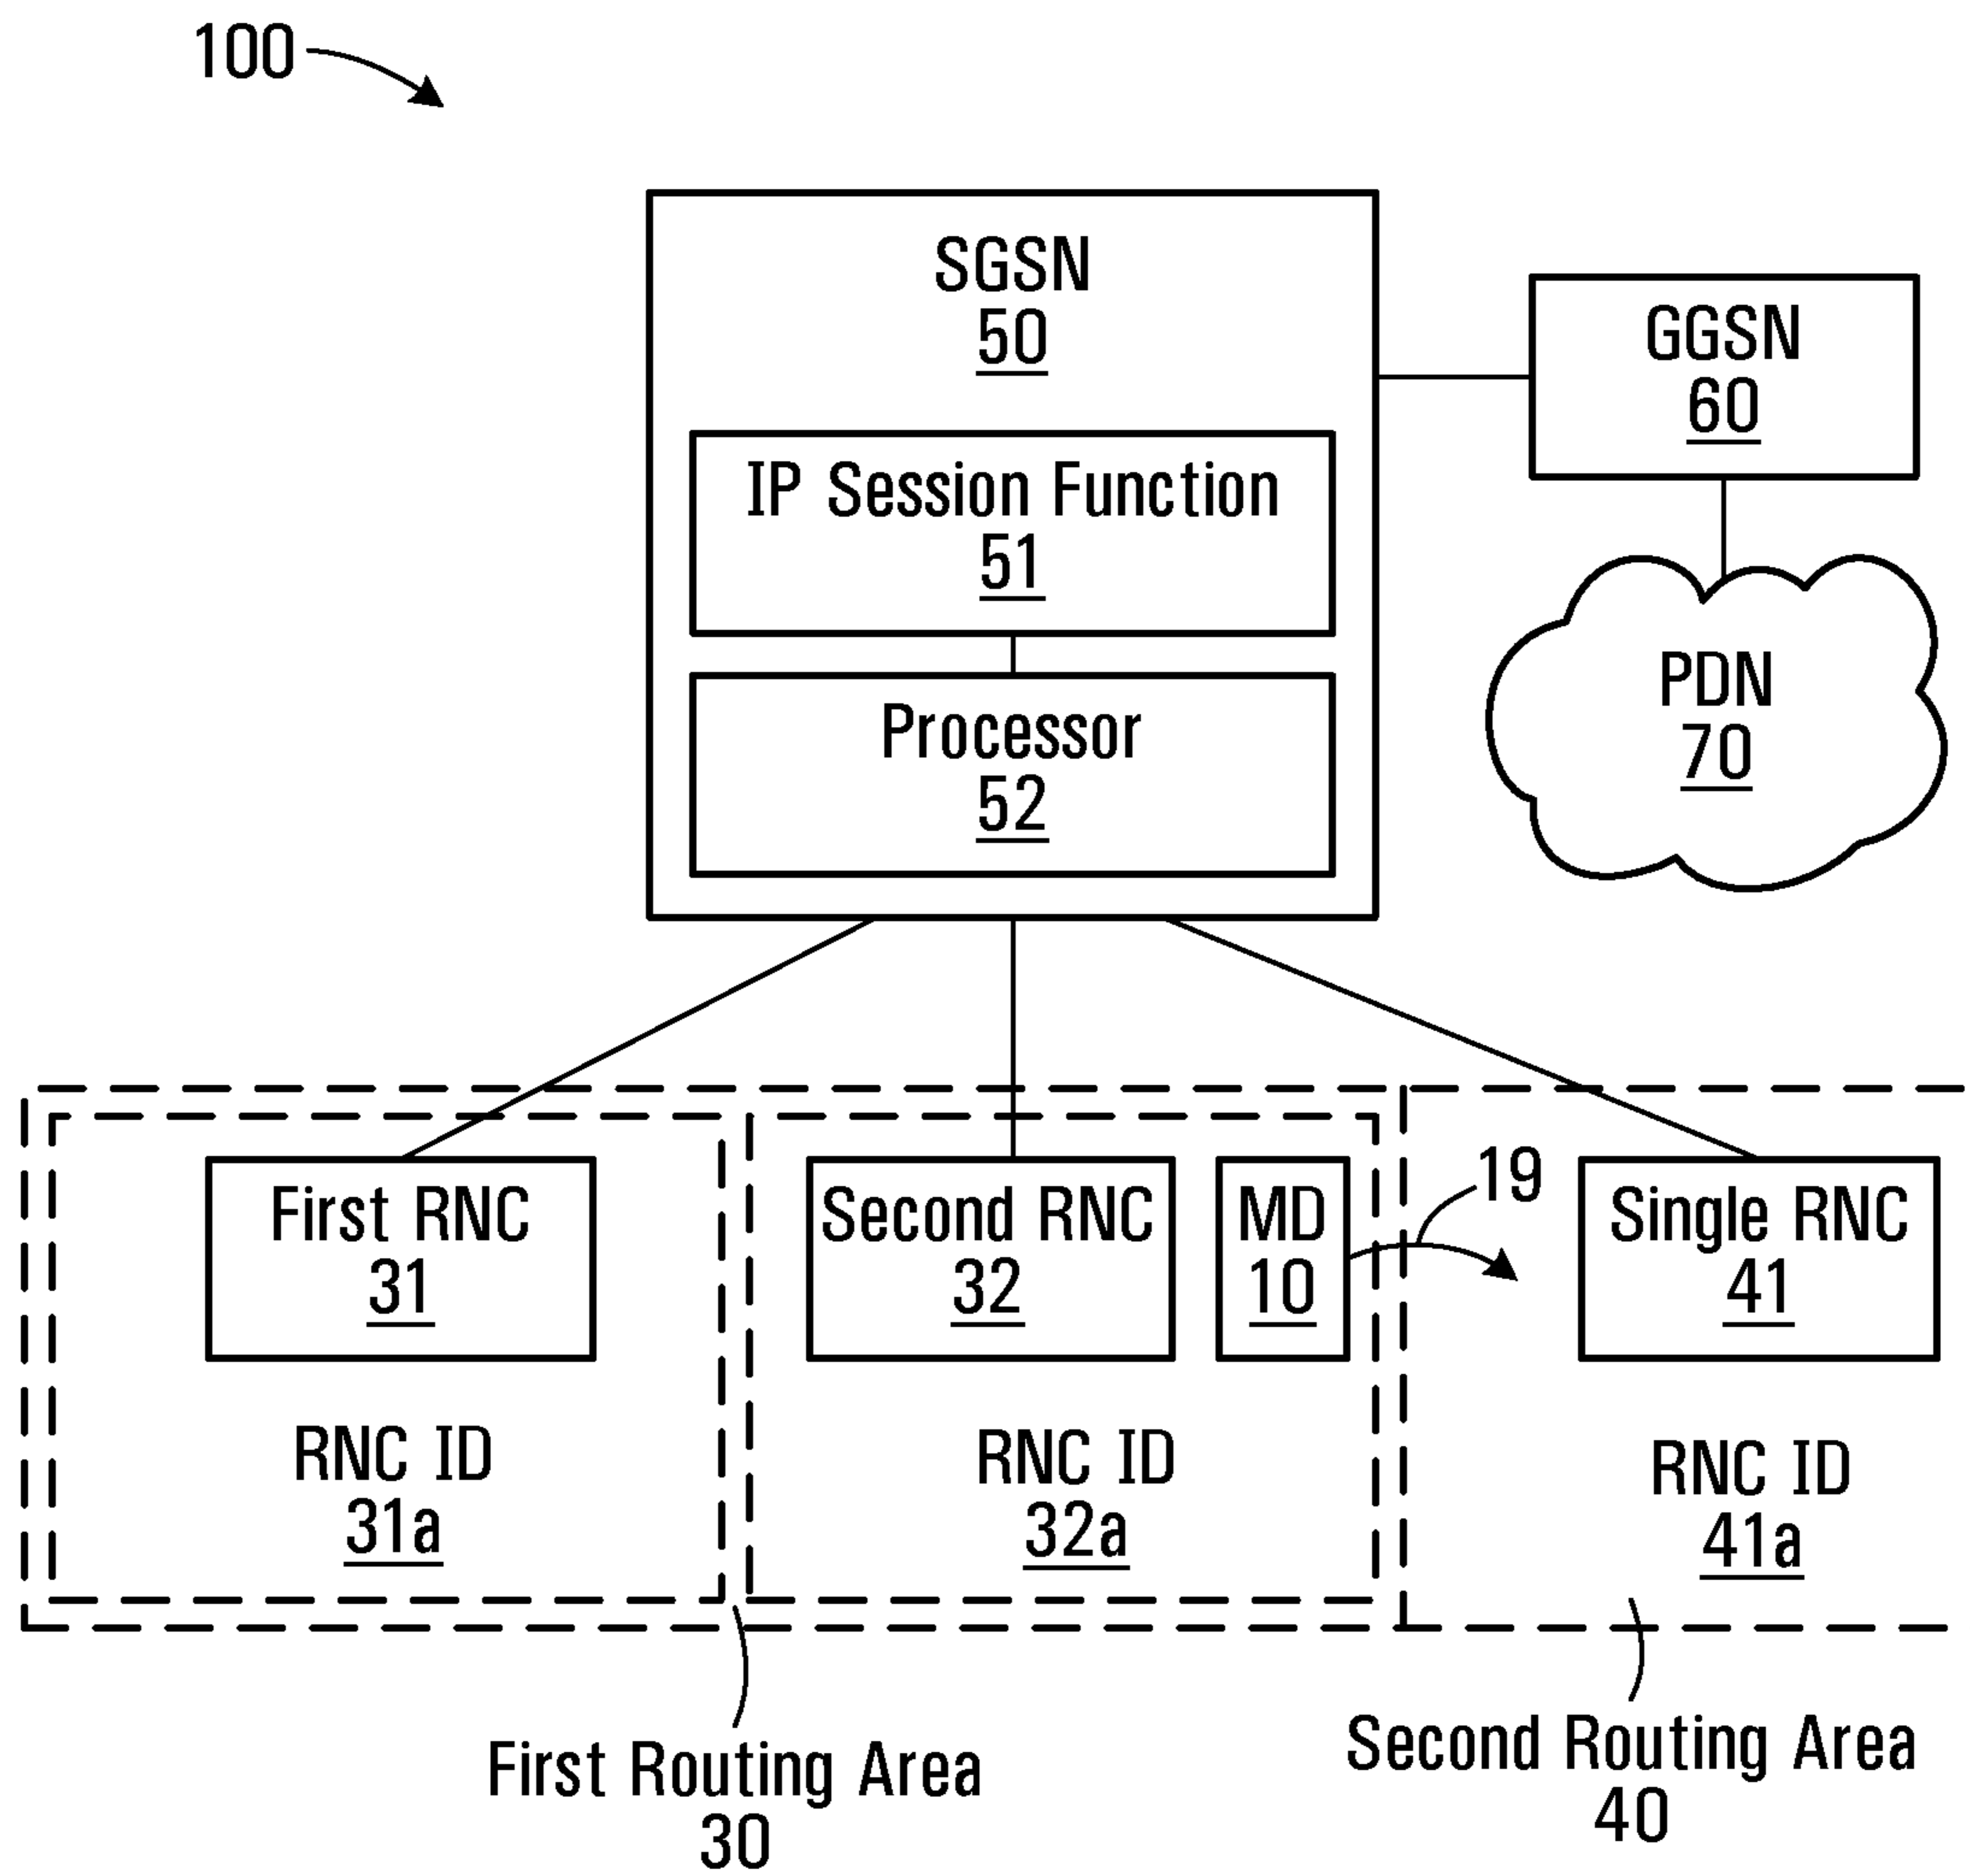 100
SGSN
50
GGSN
60
IP Session Function
51
Processor
52
PDN
70
First RNC
31
Second RNC
32
MD
10
19
Single RNC
41
RNC ID
31a
RNC ID
32a
RNC ID
41a
First Routing Area
30
Second Routing Area
40